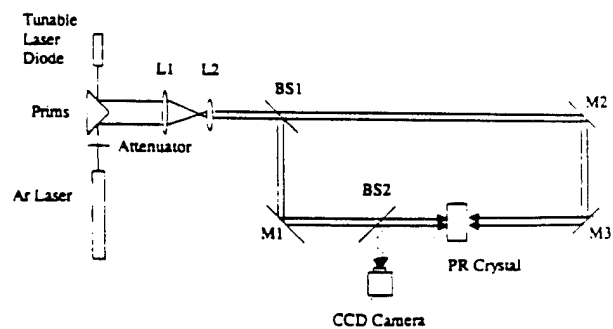 Tunable
Laser
Diode
L1
L2
BS1
M2
Prims
Attenuator
Ar Laser
BS2
M1
M3
PR Crystal
CCD Camera